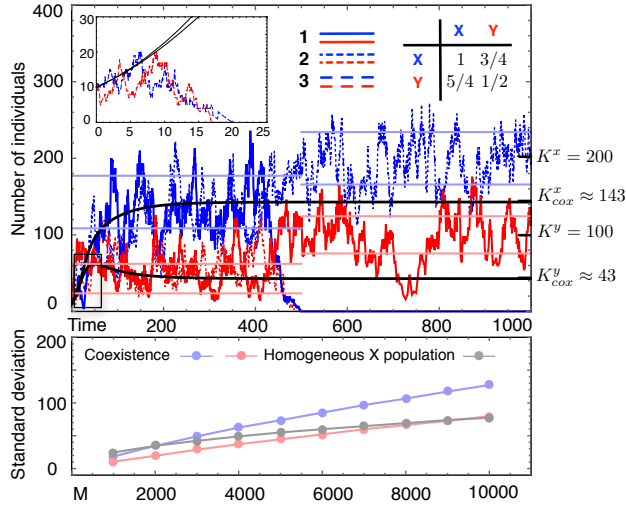 400
300
200
100
0
Number of individuals
30
20
10
0
0 5 10 15 20 25
1
2
3
X Y
X 1 3/4
Y 5/4 1/2
K^x = 200
K^x_cox ≈ 143
K^y = 100
K^y_cox ≈ 43
Time 200 400 600 800 1000
200
100
0
Standard deviation
Coexistence Homogeneous X population
M 2000 4000 6000 8000 10000